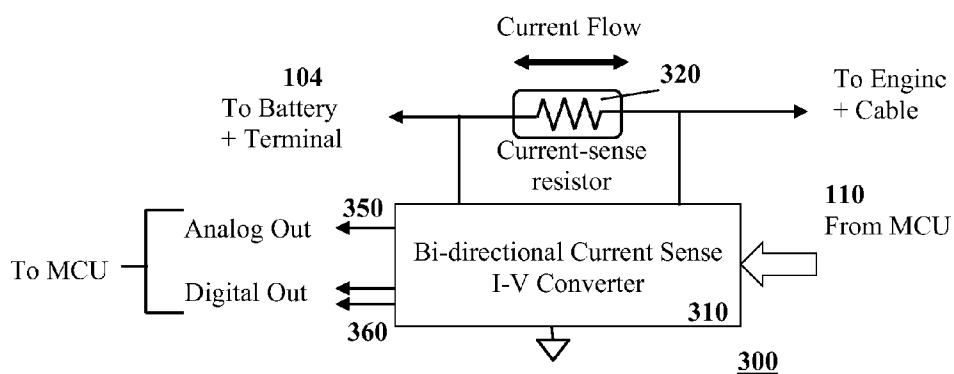 Current Flow
104
To Battery
+ Terminal
320
To Engine
+ Cable
Current-sense
resistor
110
From MCU
350
Analog Out
To MCU
Digital Out
360
Bi-directional Current Sense
I-V Converter
310
300